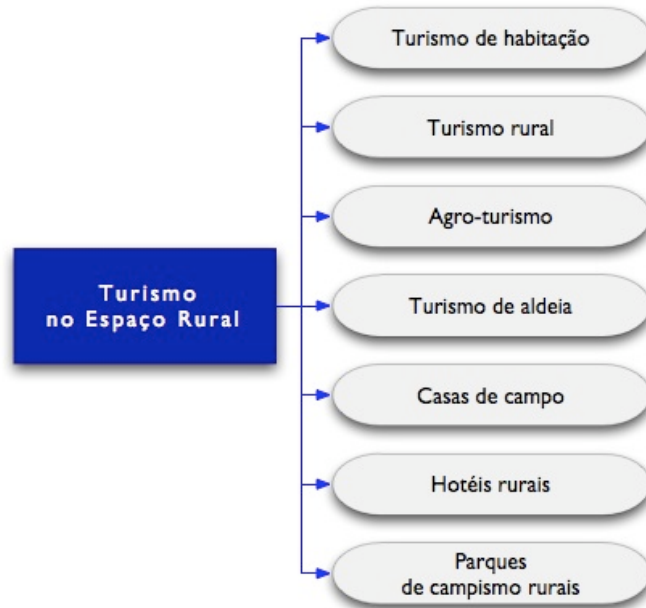 Turismo de habitação
Turismo rural
Agro-turismo
Turismo
no Espaço Rural
Turismo de aldeia
Casas de campo
Hotéis rurais
Parques
de campismo rurais